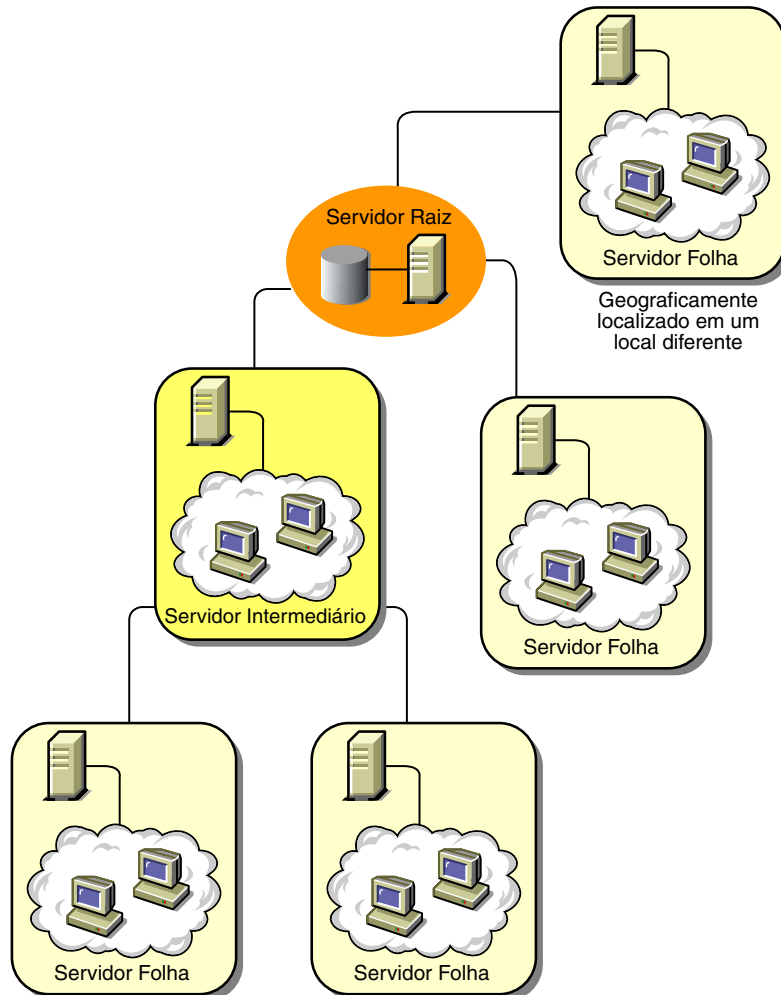 Servidor Raiz
Servidor Folha
Geograficamente
localizado em um
local diferente
Servidor Intermediário
Servidor Folha
Servidor Folha
Servidor Folha